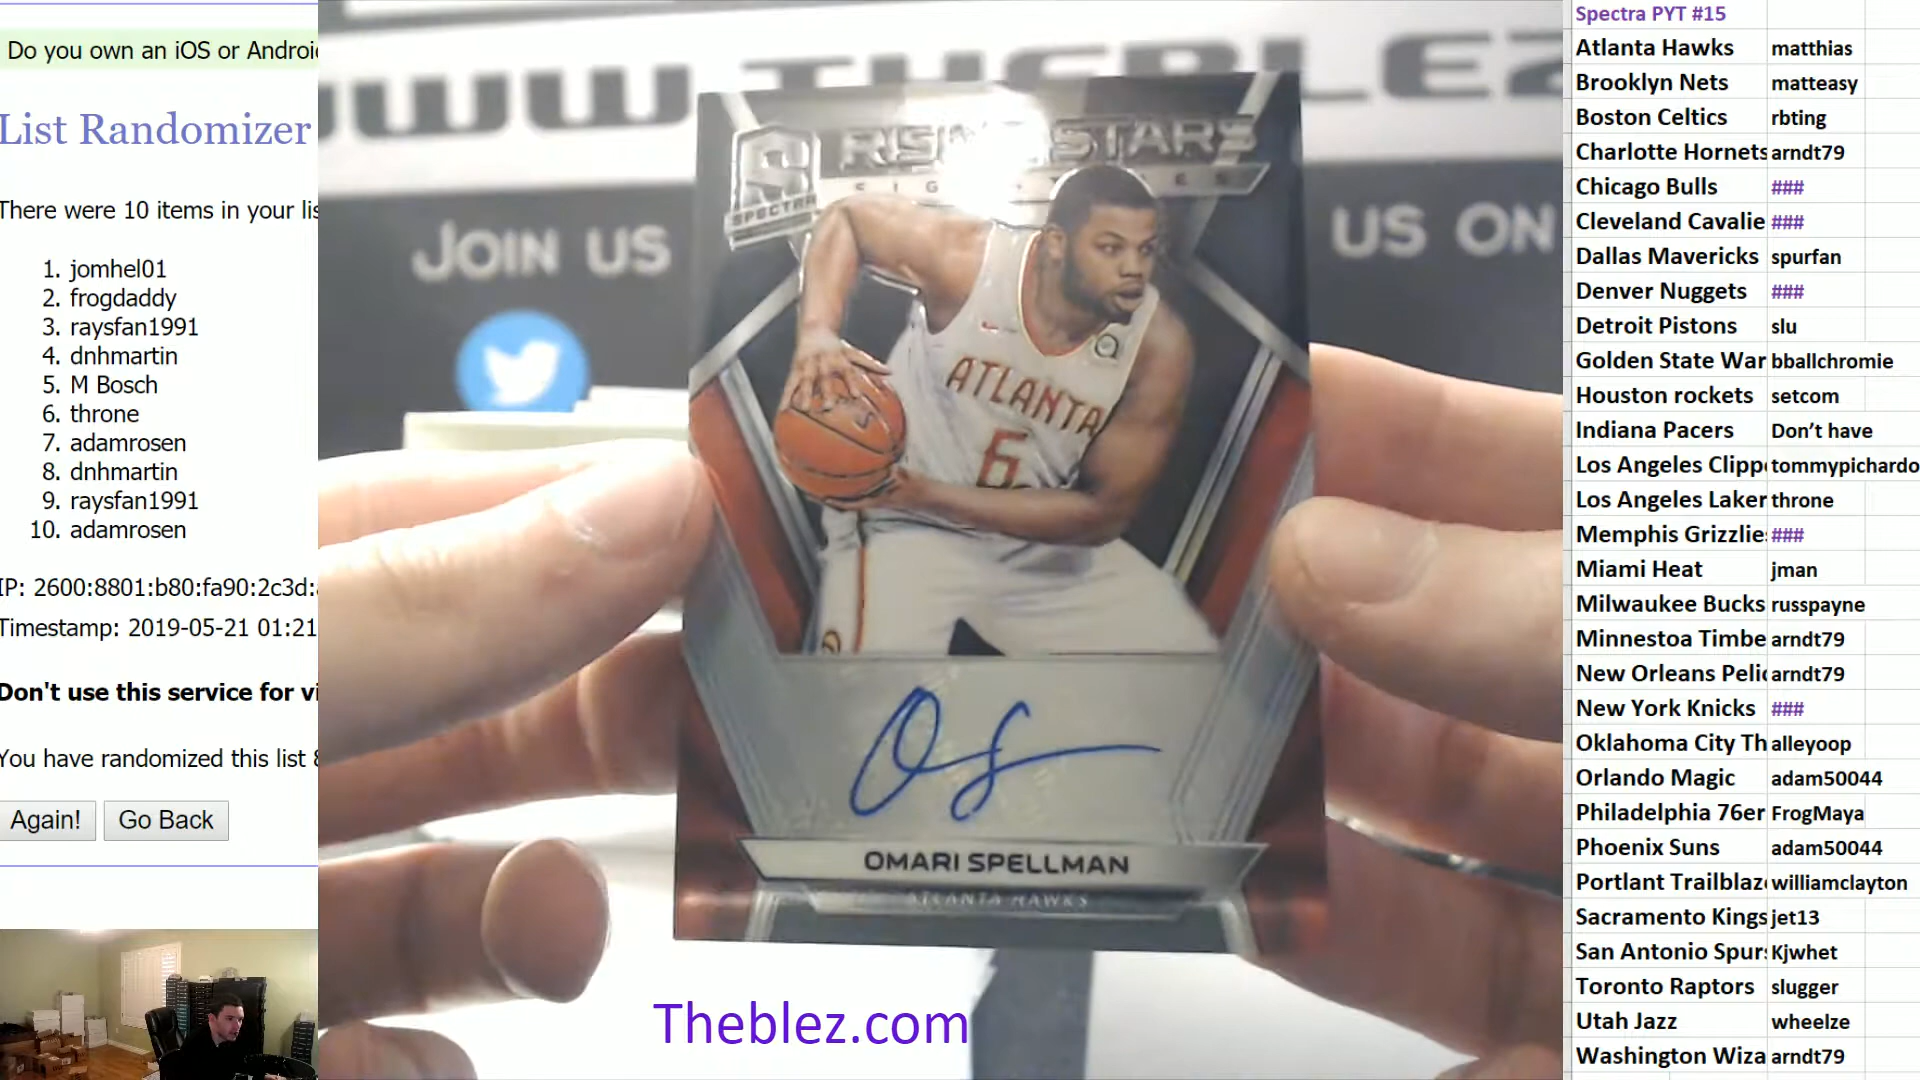 Do you own an iOS or Androi
List Randomizer
There were 10 items in your lis
1. jomhel01
2. frogdaddy
3. raysfan1991
4. dnhmartin
5. M Bosch
6. throne
7. adamrosen
8. dnhmartin
9. raysfan1991
10. adamrosen
IP: 2600:8801:b80:fa90:2c3d:
Timestamp: 2019-05-21 01:21
Don't use this service for vi
You have randomized this list
Again! Go Back
WWW.THEBLEZ
JOIN US
US ON
RISING STARS
SIGNATURES
SPECTRA
ATLANTA
6
OS
OMARI SPELLMAN
ATLANTA HAWKS
Theblez.com
Spectra PYT #15
Atlanta Hawks matthias
Brooklyn Nets matteasy
Boston Celtics rbting
Charlotte Hornets arndt79
Chicago Bulls ###
Cleveland Cavalie ###
Dallas Mavericks spurfan
Denver Nuggets ###
Detroit Pistons slu
Golden State War bballchromie
Houston rockets setcom
Indiana Pacers Don’t have
Los Angeles Clipp tommypichardo
Los Angeles Laker throne
Memphis Grizzlie ###
Miami Heat jman
Milwaukee Bucks russpayne
Minnestoa Timbe arndt79
New Orleans Peli arndt79
New York Knicks ###
Oklahoma City Th alleyoop
Orlando Magic adam50044
Philadelphia 76er FrogMaya
Phoenix Suns adam50044
Portlant Trailblaz williamclayton
Sacramento Kings jet13
San Antonio Spur Kjwhet
Toronto Raptors slugger
Utah Jazz wheelze
Washington Wiza arndt79